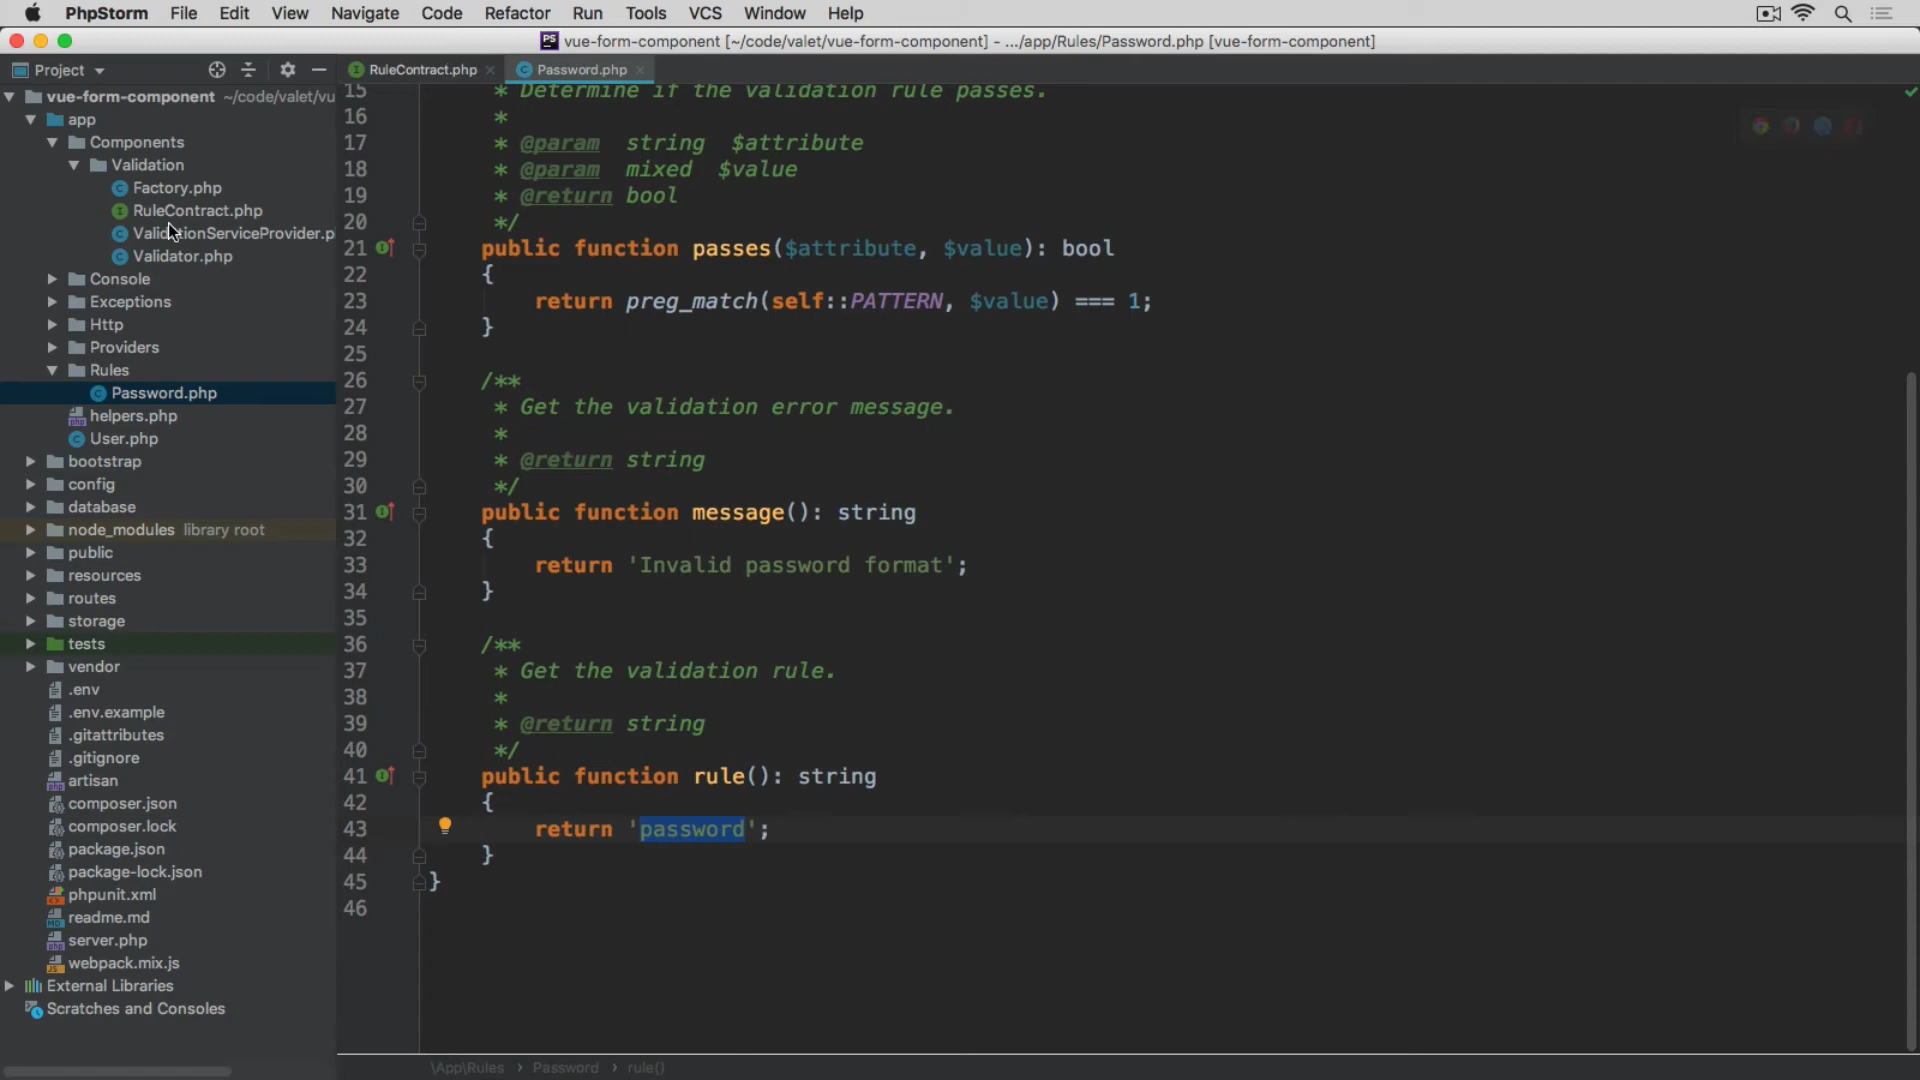 PhpStorm File Edit View Navigate Code Refactor Run Tools VCS Window Help
PS vue-form-component [~/code/valet/vue-form-component] - .../app/Rules/Password.php [vue-form-component]
Project
RuleContract.php
Password.php
vue-form-component ~/code/valet/vu
app
Components
Validation
Factory.php
RuleContract.php
ValidationServiceProvider.p
Validator.php
Console
Exceptions
Http
Providers
Rules
Password.php
helpers.php
User.php
bootstrap
config
database
node_modules library root
public
resources
routes
storage
tests
vendor
.env
.env.example
.gitattributes
.gitignore
artisan
composer.json
composer.lock
package.json
package-lock.json
phpunit.xml
readme.md
server.php
webpack.mix.js
External Libraries
Scratches and Consoles
15 * Determine if the validation rule passes.
16 *
17 * @param string $attribute
18 * @param mixed $value
19 * @return bool
20 */
21 public function passes($attribute, $value): bool
22 {
23 return preg_match(self::PATTERN, $value) === 1;
24 }
25
26 /**
27 * Get the validation error message.
28 *
29 * @return string
30 */
31 public function message(): string
32 {
33 return 'Invalid password format';
34 }
35
36 /**
37 * Get the validation rule.
38 *
39 * @return string
40 */
41 public function rule(): string
42 {
43 return 'password';
44 }
45 }
46
\App\Rules › Password › rule()